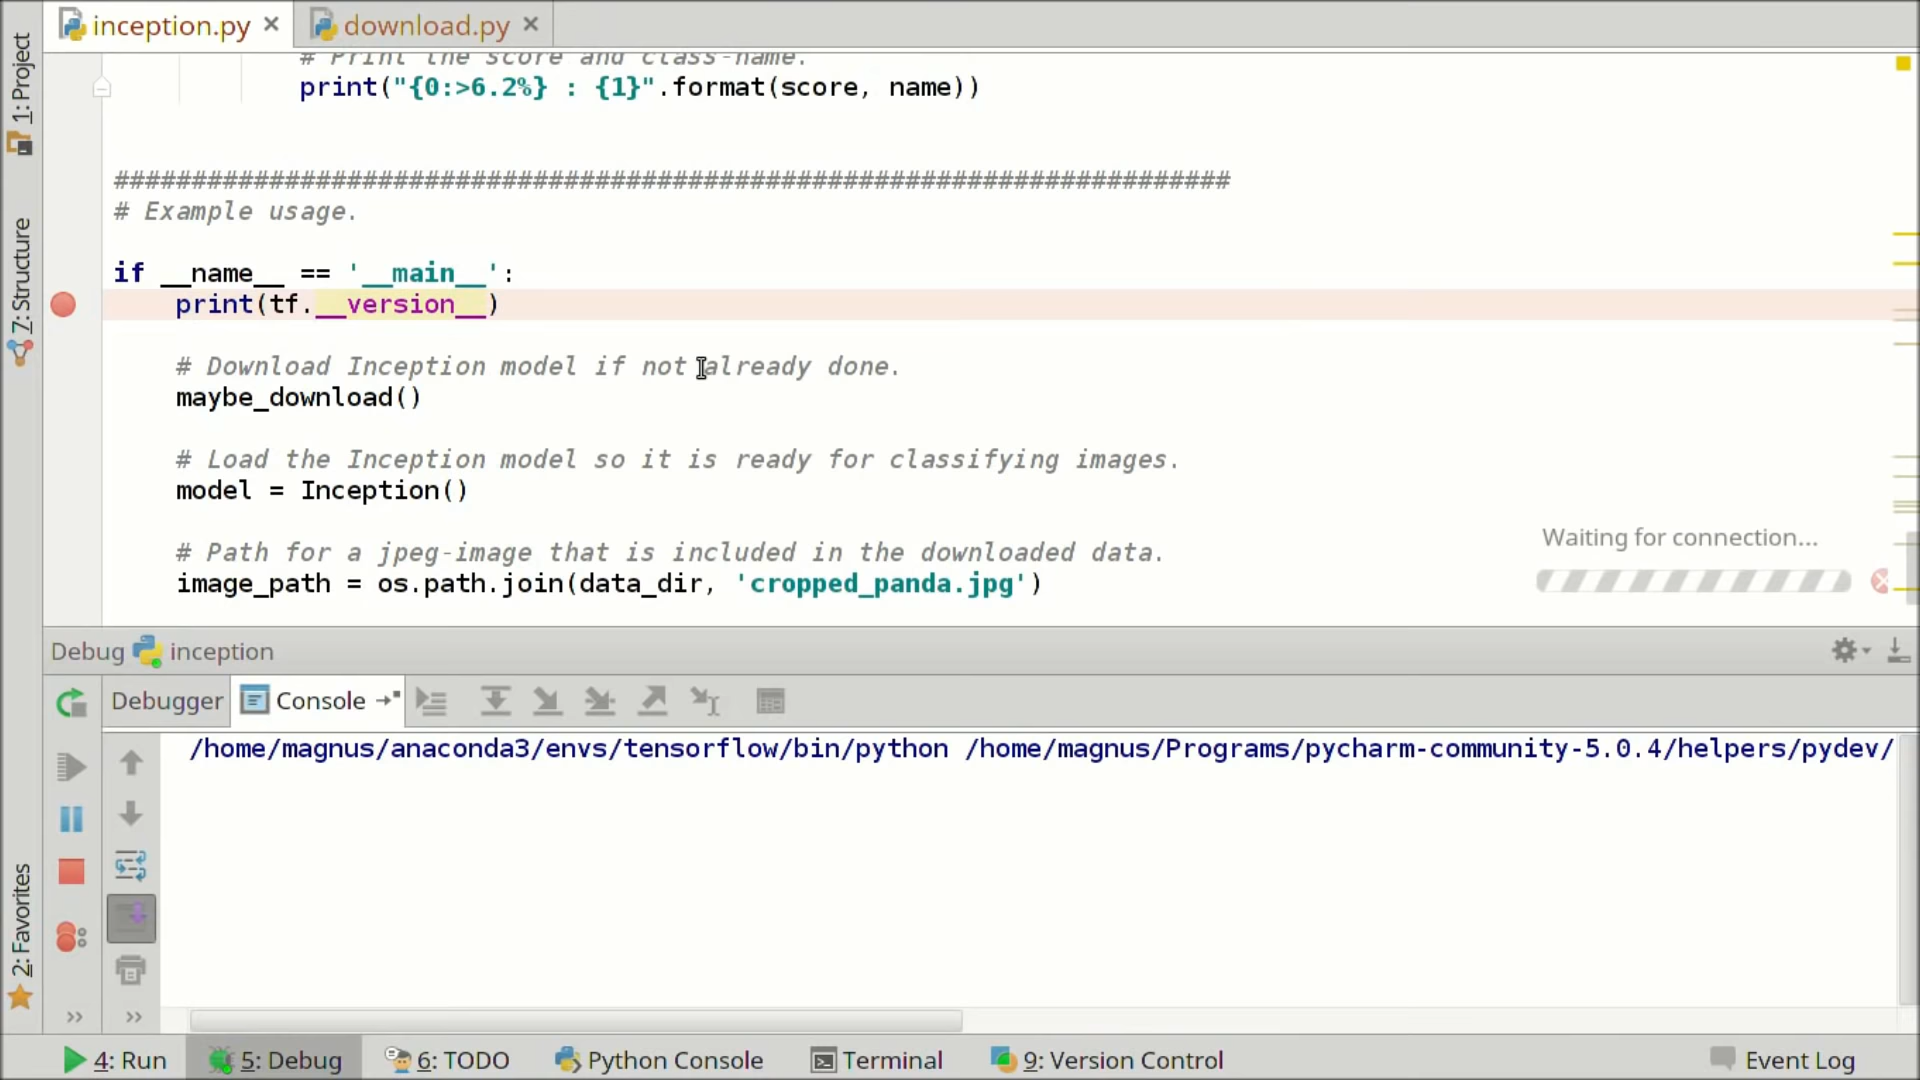 inception.py
download.py
1: Project
7: Structure
2: Favorites
# Print the score and class-name.
print("{0:>6.2%} : {1}".format(score, name))
########################################################################
# Example usage.
if __name__ == '__main__':
print(tf.__version__)
# Download Inception model if not already done.
maybe_download()
# Load the Inception model so it is ready for classifying images.
model = Inception()
# Path for a jpeg-image that is included in the downloaded data.
image_path = os.path.join(data_dir, 'cropped_panda.jpg')
Waiting for connection...
Debug inception
Debugger Console
/home/magnus/anaconda3/envs/tensorflow/bin/python /home/magnus/Programs/pycharm-community-5.0.4/helpers/pydev/
4: Run 5: Debug 6: TODO Python Console Terminal 9: Version Control Event Log